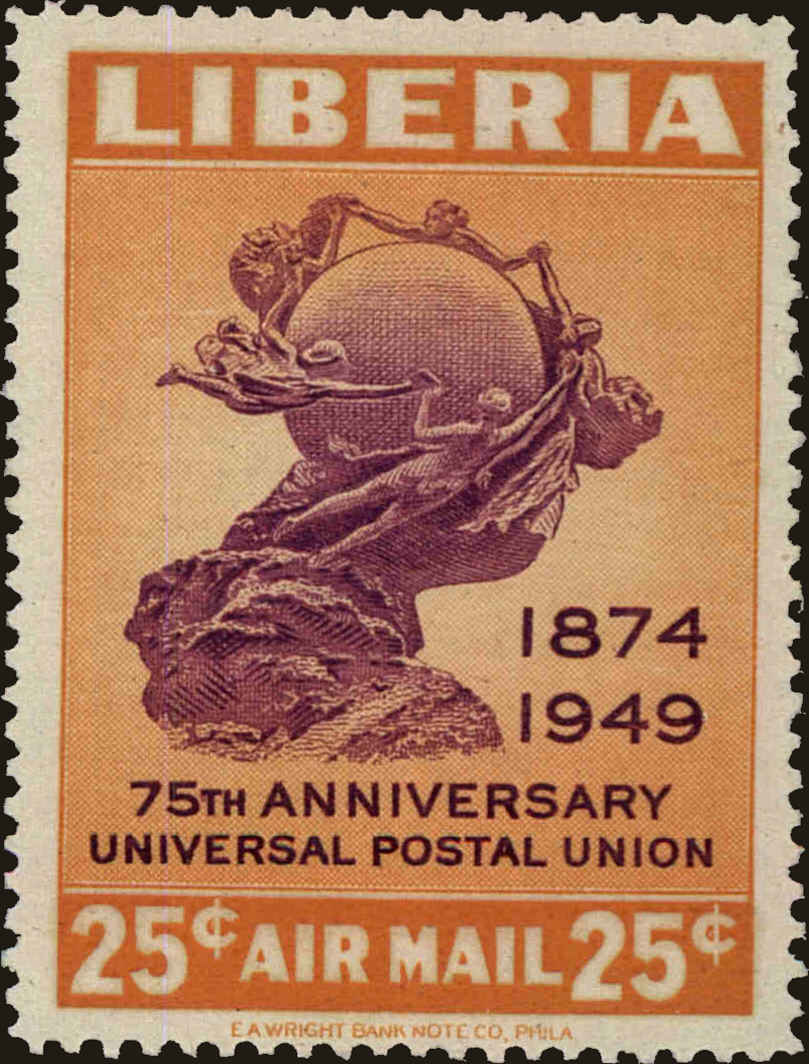 LIBERIA
1874
1949
75TH ANNIVERSARY
UNIVERSAL POSTAL UNION
25¢ AIR MAIL 25¢
E A WRIGHT BANK NOTE CO, PHILA